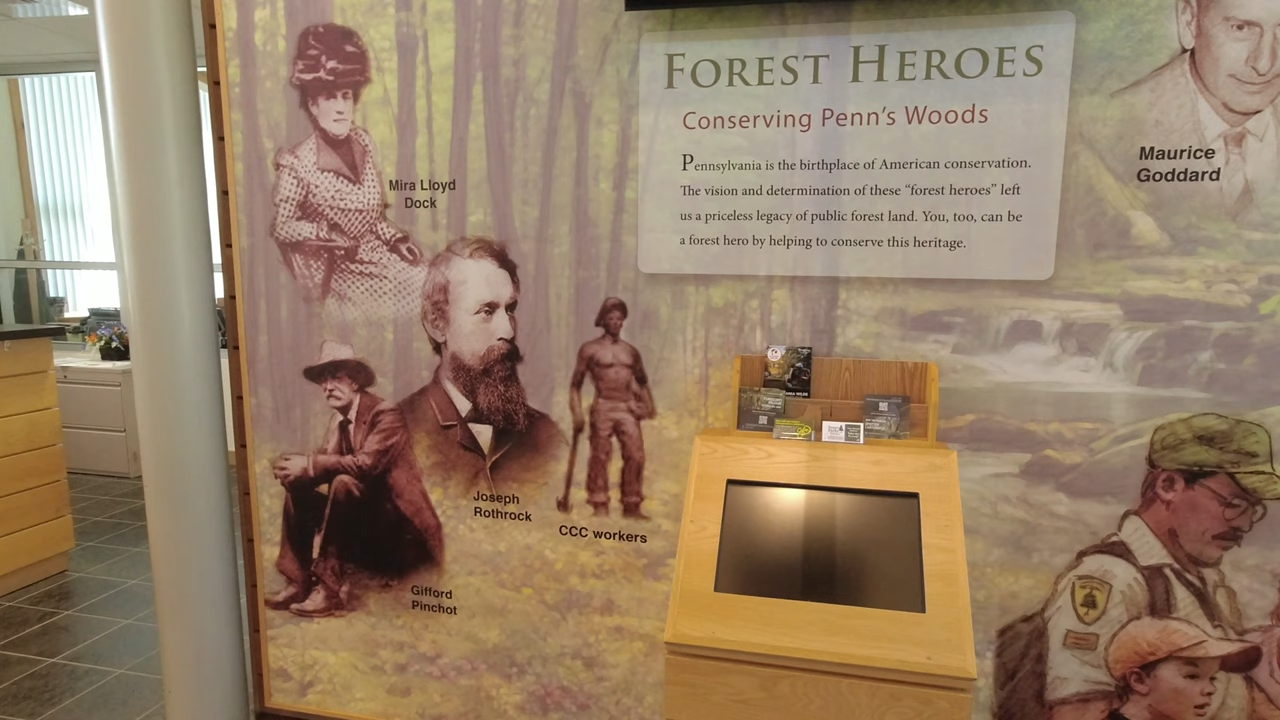 FOREST HEROES
Conserving Penn's Woods
Pennsylvania is the birthplace of American conservation.
The vision and determination of these “forest heroes” left
us a priceless legacy of public forest land. You, too, can be
a forest hero by helping to conserve this heritage.
Maurice
Goddard
Mira Lloyd
Dock
Joseph
Rothrock
CCC workers
Gifford
Pinchot